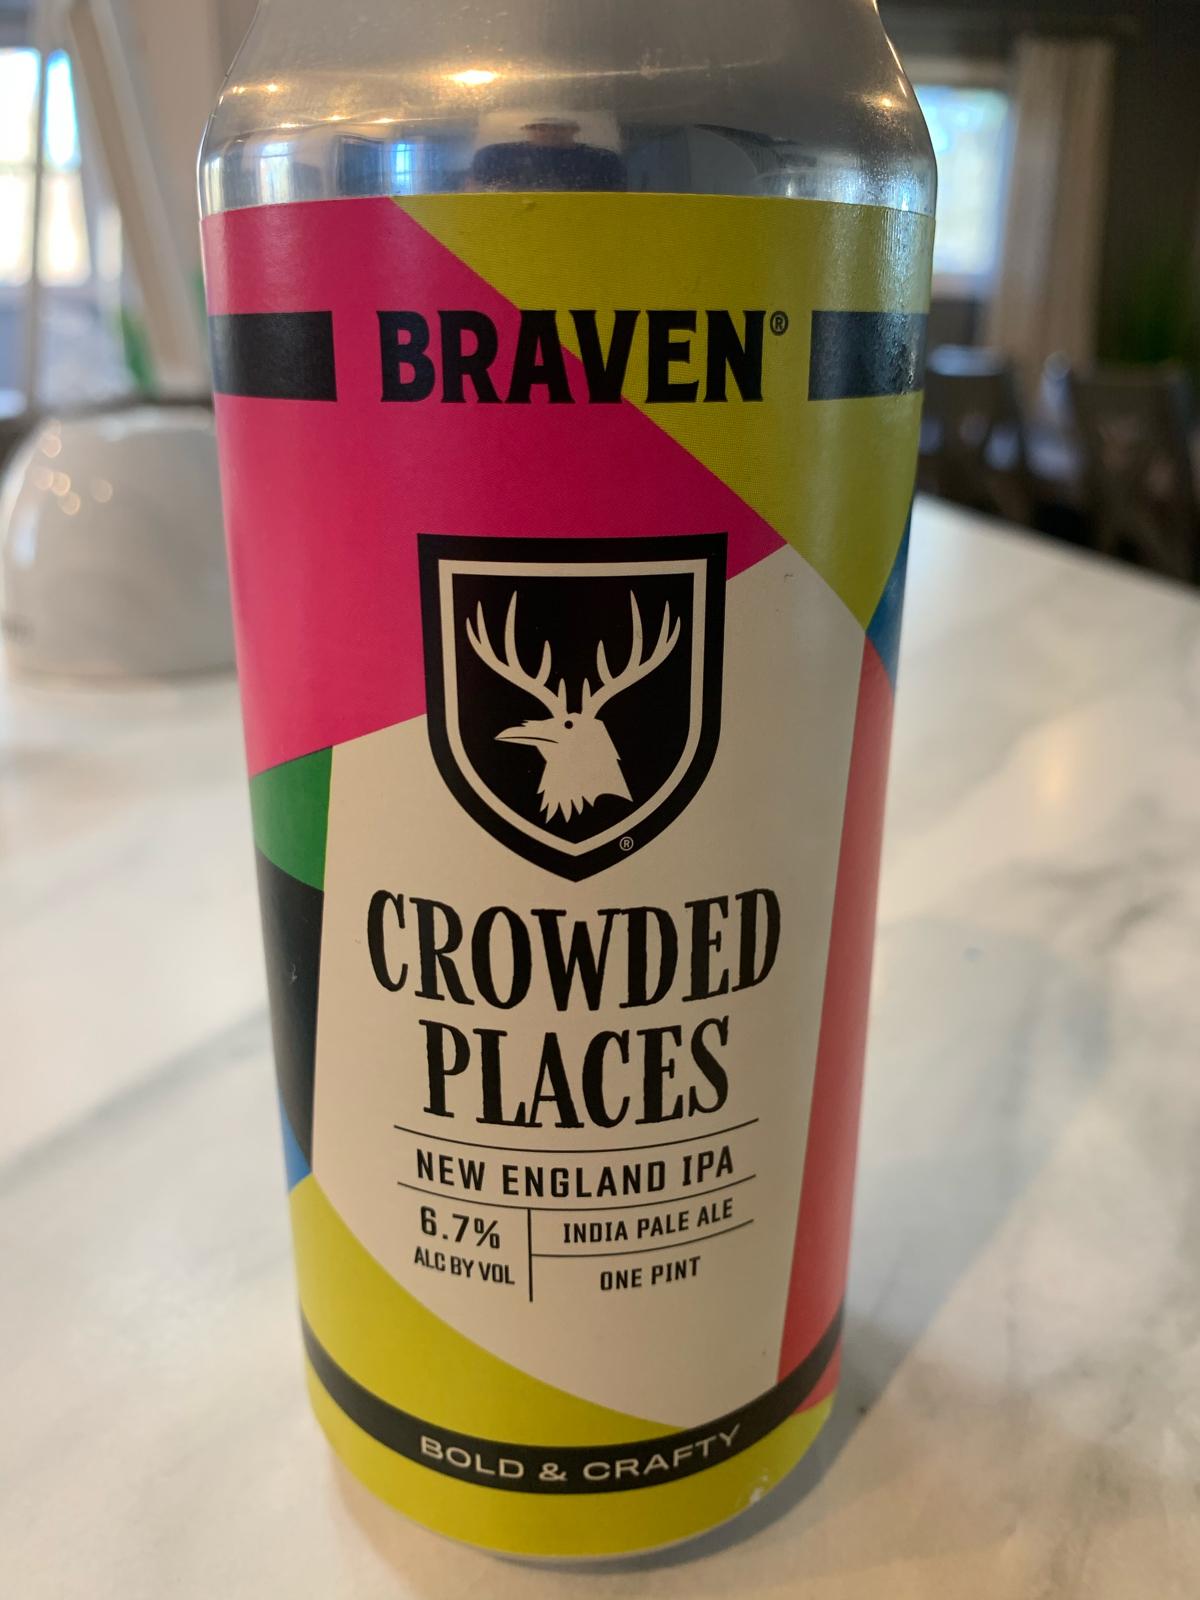 BRAVEN®
®
CROWDED
PLACES
NEW ENGLAND IPA
6.7%
ALC BY VOL
INDIA PALE ALE
ONE PINT
BOLD & CRAFTY